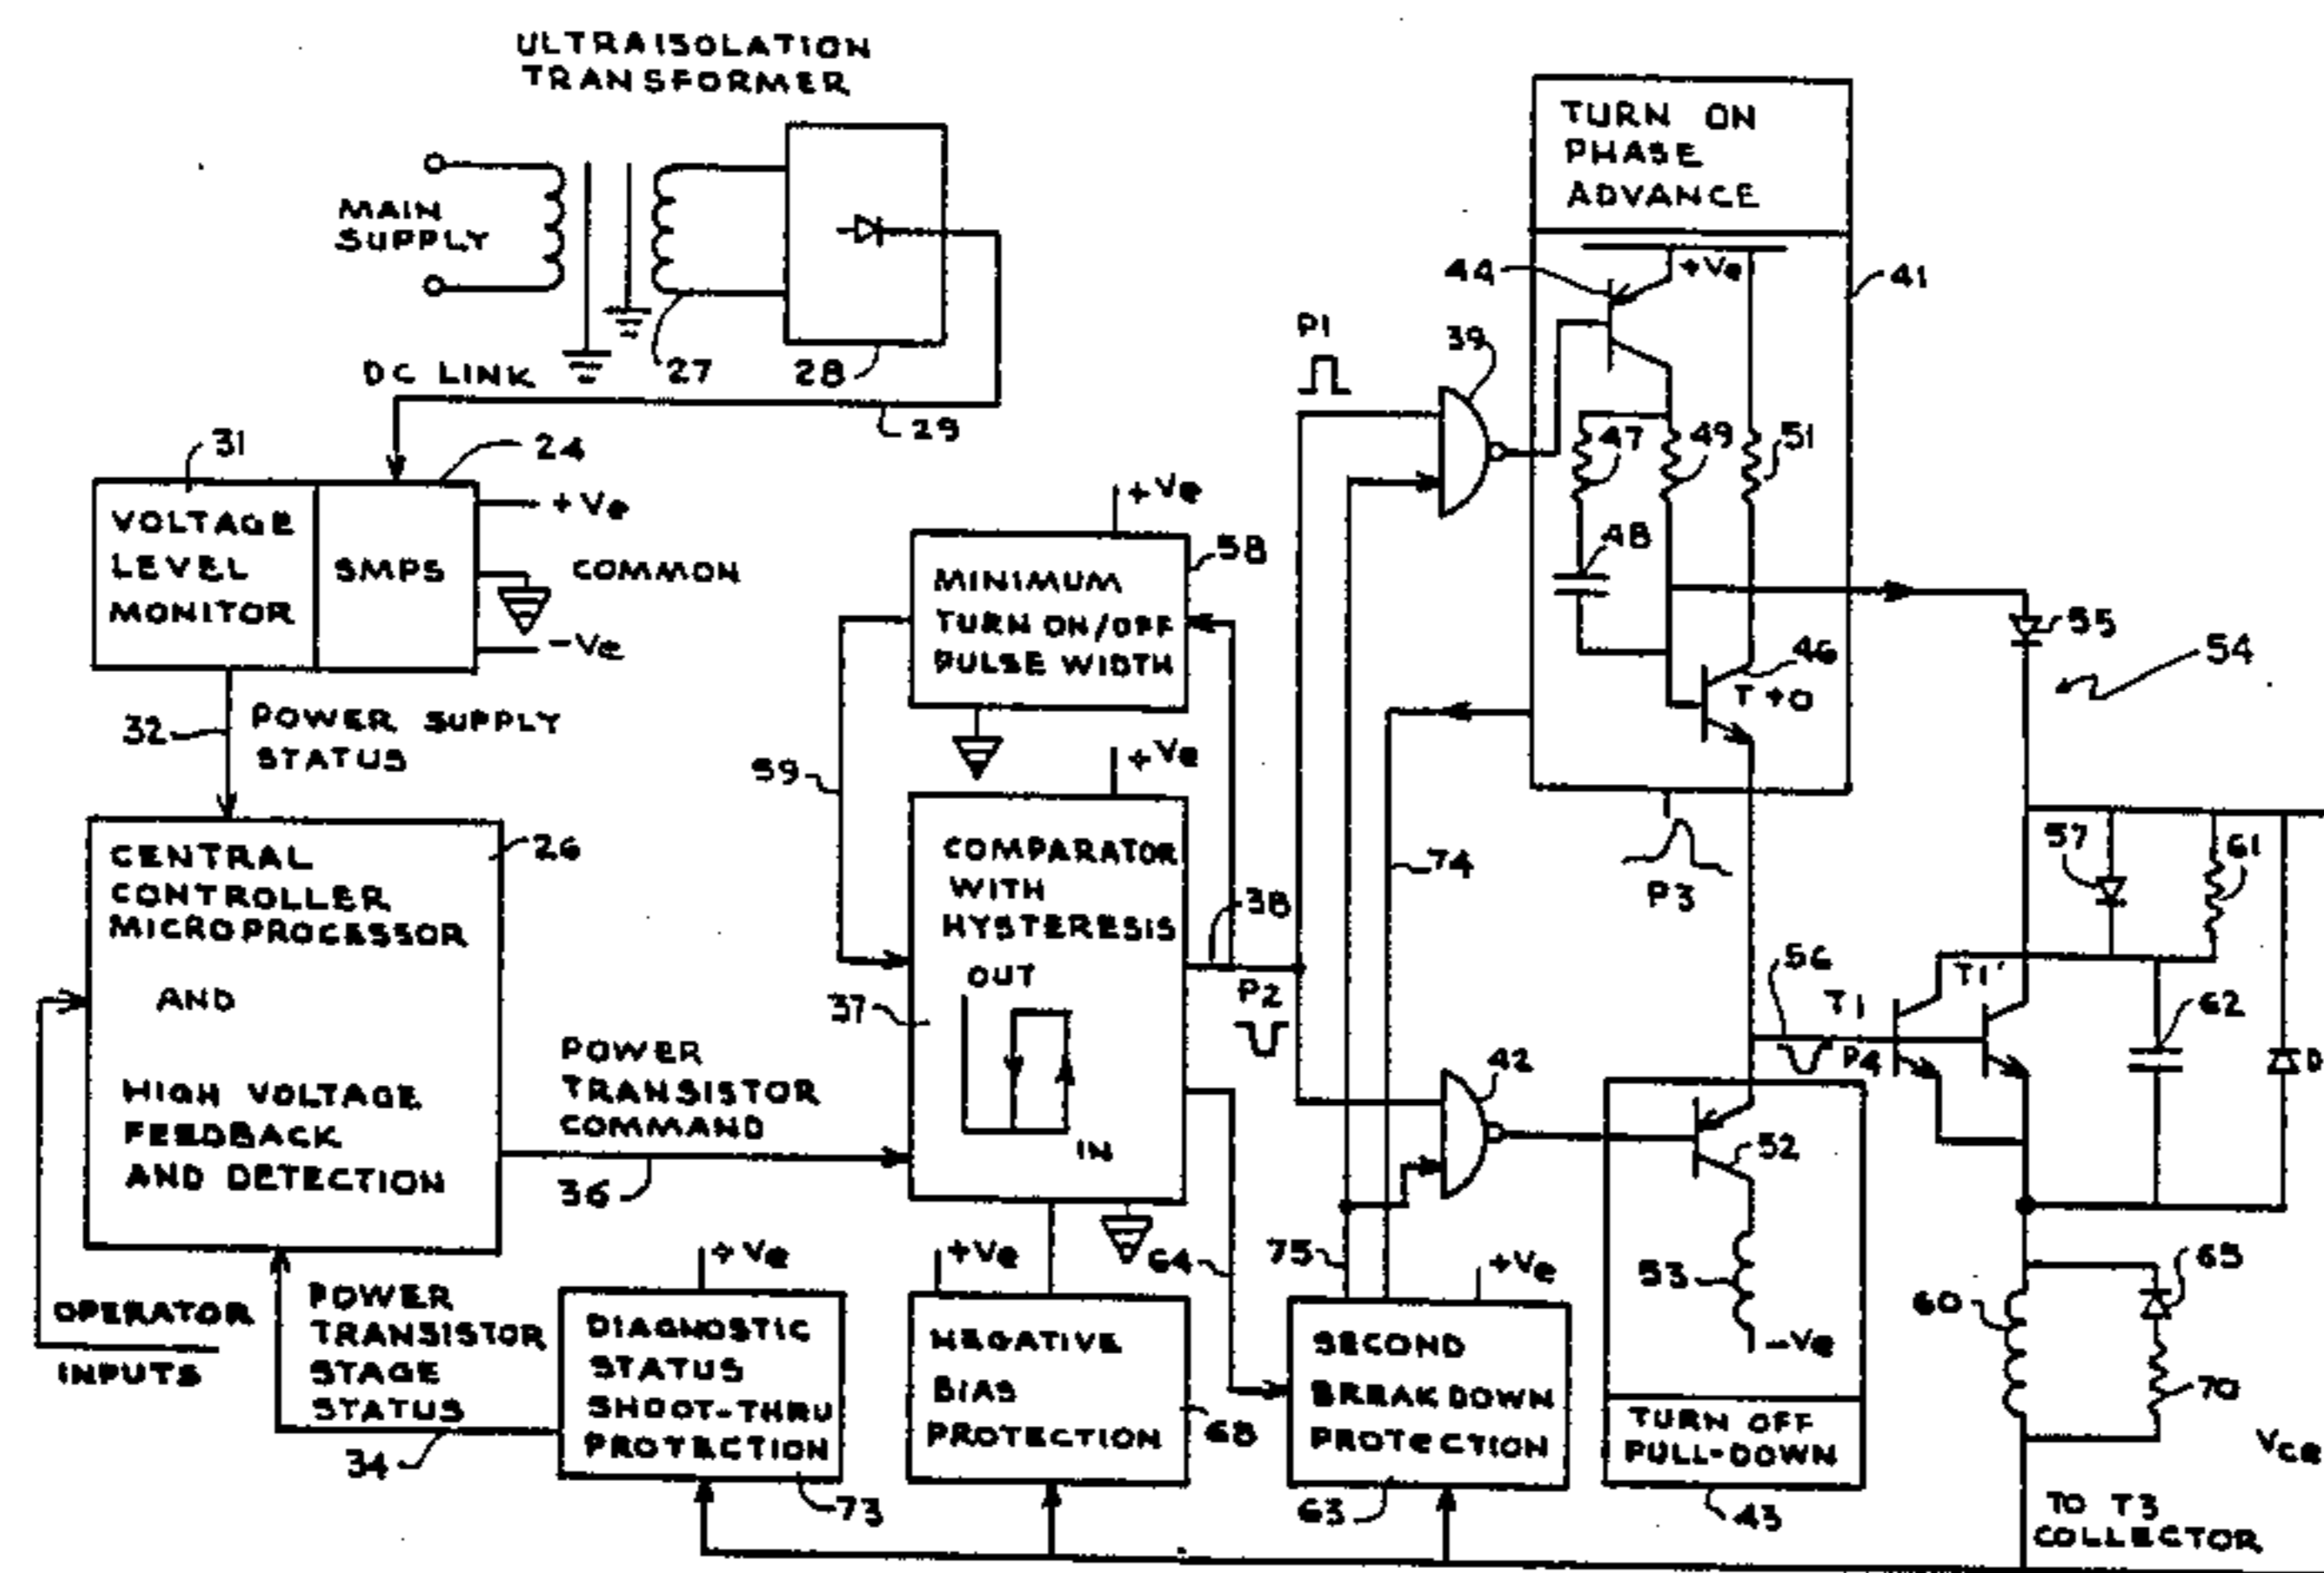 ULTRAISOLATION
TRANSFORMER
MAIN
SUPPLY
27
28
DC LINK
29
31
24
VOLTAGE
LEVEL
MONITOR
SMPS
+Ve
COMMON
-Ve
32
POWER SUPPLY
STATUS
26
CENTRAL
CONTROLLER
MICROPROCESSOR
AND
HIGH VOLTAGE
FEEDBACK
AND DETECTION
OPERATOR
INPUTS
POWER
TRANSISTOR
STAGE
STATUS
34
POWER
TRANSISTOR
COMMAND
36
+Ve
DIAGNOSTIC
STATUS
SHOOT-THRU
PROTECTION
73
+Ve
58
MINIMUM
TURN ON/OFF
PULSE WIDTH
59
+Ve
COMPARATOR
WITH
HYSTERESIS
OUT
IN
37
38
P2
64
+Ve
NEGATIVE
BIAS
PROTECTION
68
75
74
+Ve
SECOND
BREAKDOWN
PROTECTION
63
P1
39
42
TURN ON
PHASE
ADVANCE
44
+Ve
41
47
49
51
48
46
T40
P3
55
54
57
61
56
T1
T1'
P4
62
D
52
53
-Ve
TURN OFF
PULL-DOWN
43
60
65
70
Vce
TO T3
COLLECTOR